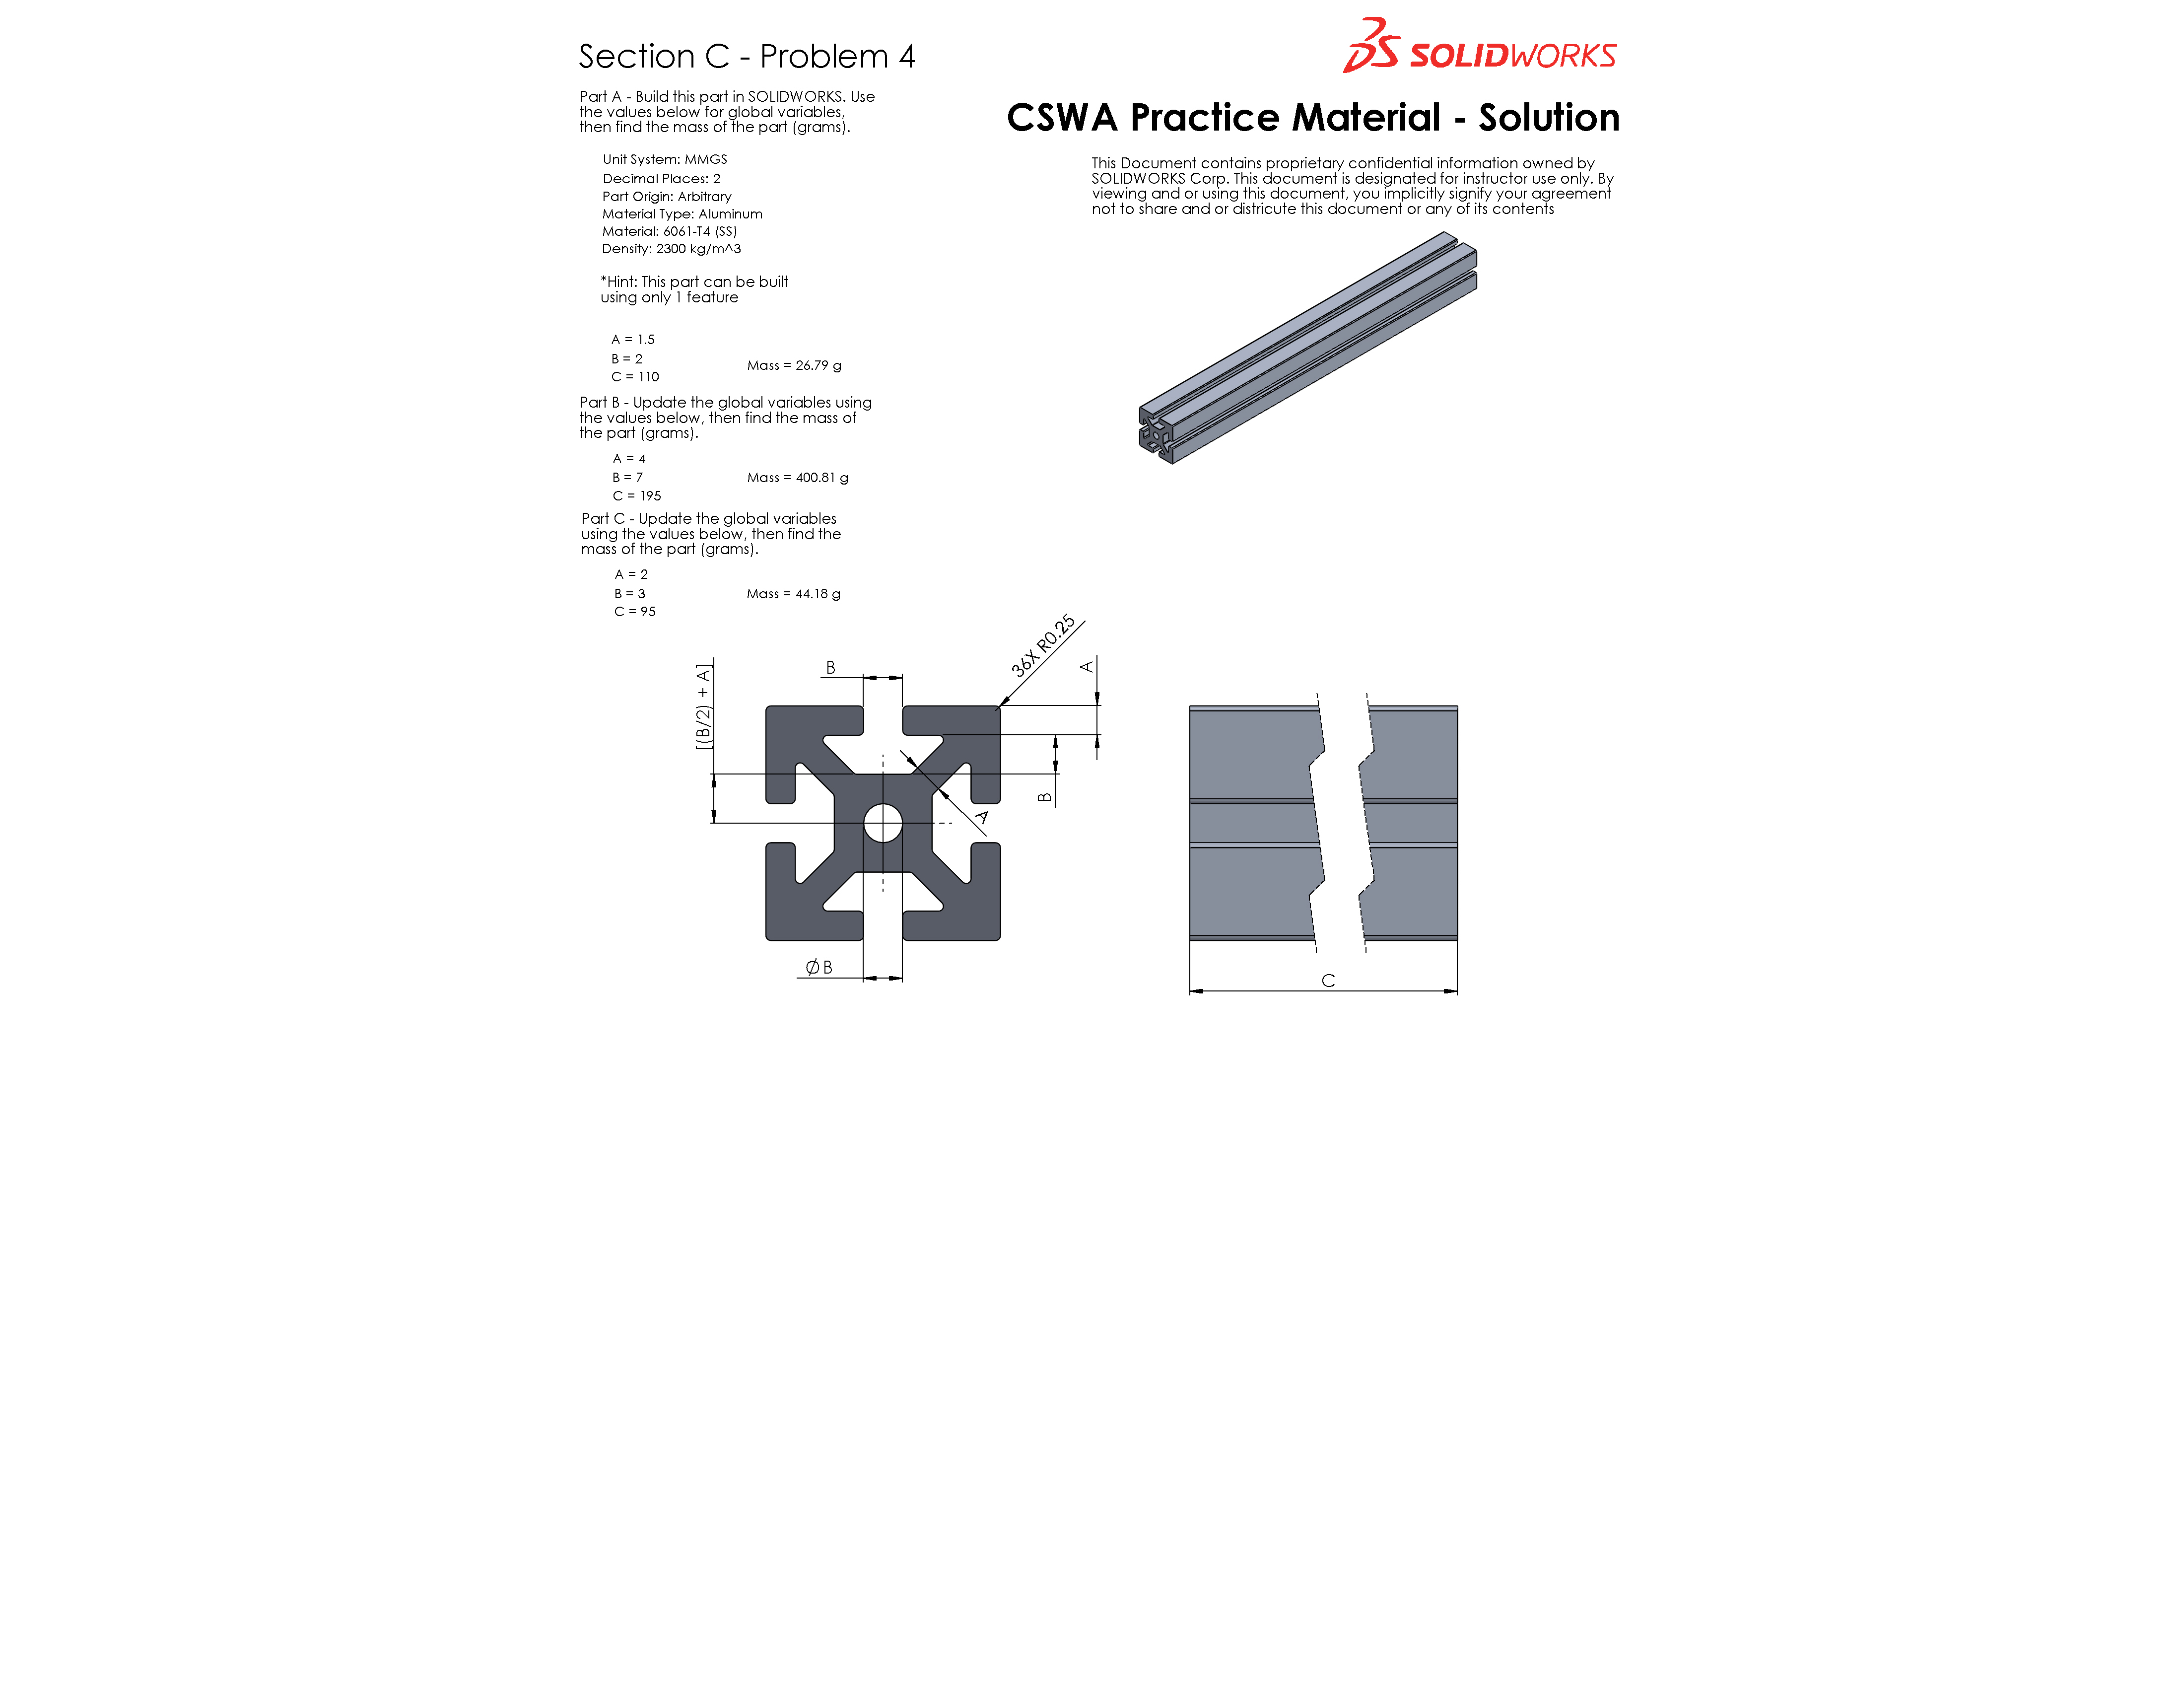 Section C - Problem 4
Part A - Build this part in SOLIDWORKS. Use
the values below for global variables,
then find the mass of the part (grams).
Unit System: MMGS
Decimal Places: 2
Part Origin: Arbitrary
Material Type: Aluminum
Material: 6061-T4 (SS)
Density: 2300 kg/m^3
*Hint: This part can be built
using only 1 feature
A = 1.5
B = 2
C = 110
Mass = 26.79 g
Part B - Update the global variables using
the values below, then find the mass of
the part (grams).
A = 4
B = 7
C = 195
Mass = 400.81 g
Part C - Update the global variables
using the values below, then find the
mass of the part (grams).
A = 2
B = 3
C = 95
Mass = 44.18 g
SOLIDWORKS
CSWA Practice Material - Solution
This Document contains proprietary confidential information owned by
SOLIDWORKS Corp. This document is designated for instructor use only. By
viewing and or using this document, you implicitly signify your agreement
not to share and or districute this document or any of its contents
[(B/2) + A]
B
36X R0.25
A
B
A
∅B
C